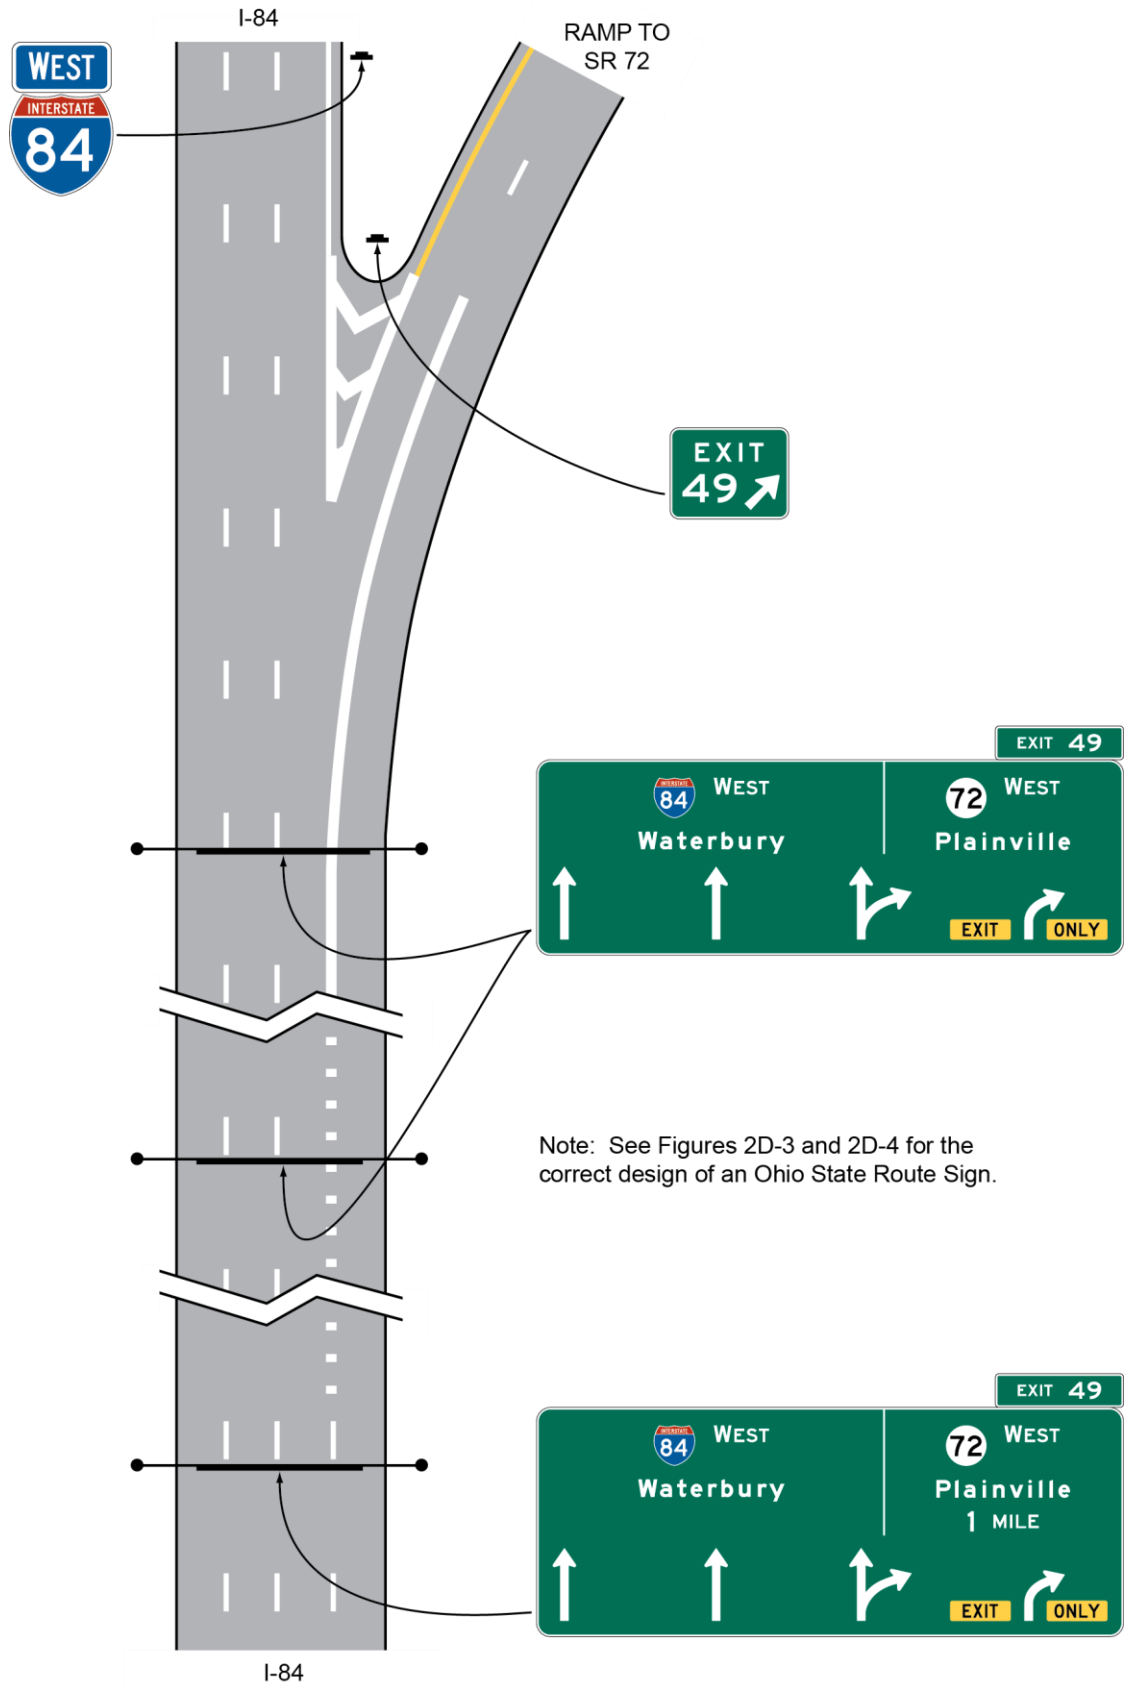 I-84
RAMP TO
SR 72
WEST
INTERSTATE
84
EXIT
49
EXIT 49
INTERSTATE
84
WEST
Waterbury
72
WEST
Plainville
EXIT
ONLY
Note: See Figures 2D-3 and 2D-4 for the
correct design of an Ohio State Route Sign.
EXIT 49
INTERSTATE
84
WEST
Waterbury
72
WEST
Plainville
1 MILE
EXIT
ONLY
I-84